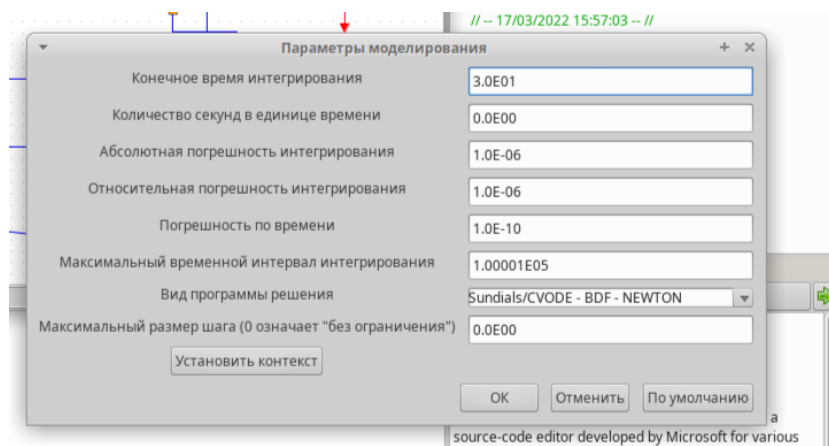 // -- 17/03/2022 15:57:03 -- //
Параметры моделирования
Конечное время интегрирования 3.0E01
Количество секунд в единице времени 0.0E00
Абсолютная погрешность интегрирования 1.0E-06
Относительная погрешность интегрирования 1.0E-06
Погрешность по времени 1.0E-10
Максимальный временной интервал интегрирования 1.00001E05
Вид программы решения Sundials/CVODE - BDF - NEWTON
Максимальный размер шага (0 означает "без ограничения") 0.0E00
Установить контекст
ОК Отменить По умолчанию
a
source-code editor developed by Microsoft for various